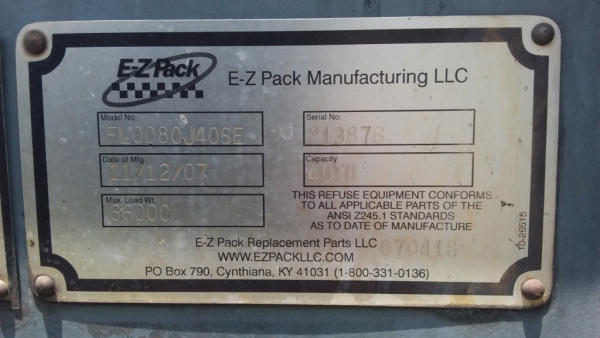 E-Z Pack
E-Z Pack Manufacturing LLC
Model No.
FL0080J40SE
Serial No.
213876
Date of Mfg.
11/12/07
Capacity
40YD
Max. Load Wt.
36000
THIS REFUSE EQUIPMENT CONFORMS
TO ALL APPLICABLE PARTS OF THE
ANSI Z245.1 STANDARDS
AS TO DATE OF MANUFACTURE
E-Z Pack Replacement Parts LLC
070418
WWW.EZPACKLLC.COM
PO Box 790, Cynthiana, KY 41031 (1-800-331-0136)
TO-26515